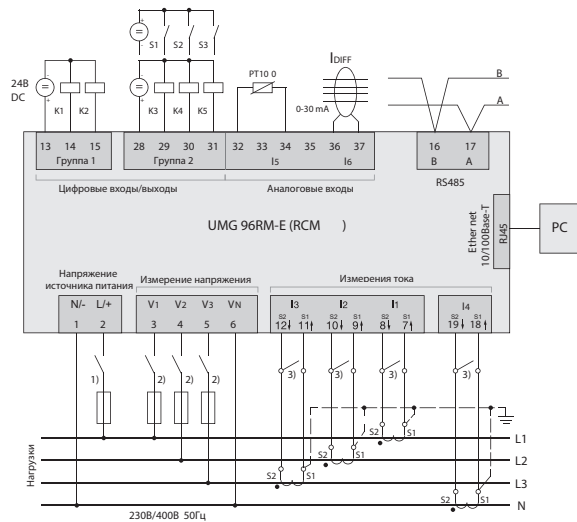 S1 S2 S3
24В
DC
K1 K2
K3 K4 K5
PT10 0
IDIFF
0-30 mA
B
A
13 14 15
Группа 1
28 29 30 31
Группа 2
32 33 34 35 36 37
I5 I6
16 17
B A
RS485
Цифровые входы/выходы
Аналоговые входы
UMG 96RM-E (RCM )
Ether net
10/100Base-T
RJ45
PC
Напряжение
источника питания
Измерение напряжения
Измерения тока
N/- L/+
1 2
V1 V2 V3 VN
3 4 5 6
I3 I2 I1
S2 S1 S2 S1 S2 S1
12 11 10 9 8 7
I4
S2 S1
19 18
1) 2) 2) 2) 3) 3) 3) 3)
Нагрузки
S2 S1
L1
S2 S1
L2
S2 S1
L3
S2 S1
N
230В/400В 50Гц